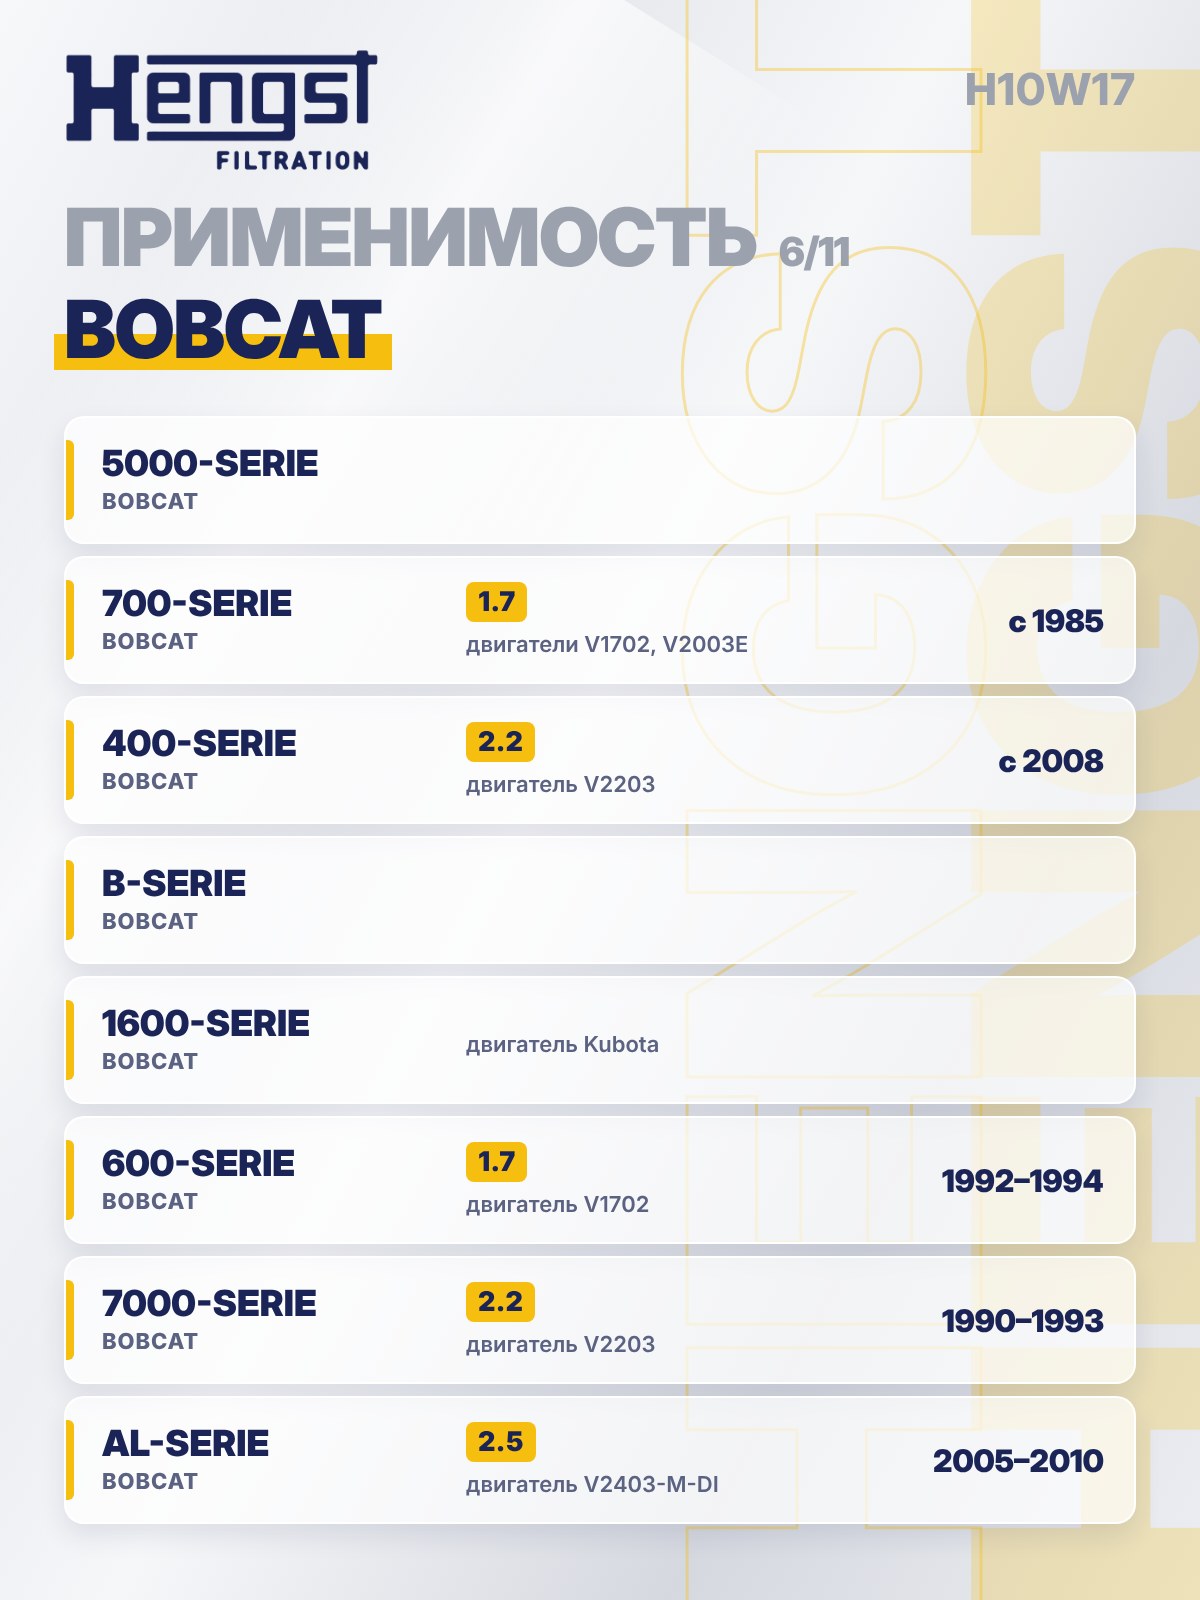 Hengst
FILTRATION
H10W17
ПРИМЕНИМОСТЬ 6/11
BOBCAT
5000-SERIE
BOBCAT
700-SERIE
BOBCAT
1.7
двигатели V1702, V2003E
с 1985
400-SERIE
BOBCAT
2.2
двигатель V2203
с 2008
B-SERIE
BOBCAT
1600-SERIE
BOBCAT
двигатель Kubota
600-SERIE
BOBCAT
1.7
двигатель V1702
1992–1994
7000-SERIE
BOBCAT
2.2
двигатель V2203
1990–1993
AL-SERIE
BOBCAT
2.5
двигатель V2403-M-DI
2005–2010
HENGST
HENGST